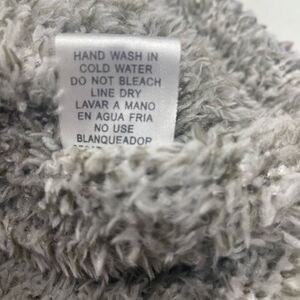 HAND WASH IN
COLD WATER
DO NOT BLEACH
LINE DRY
LAVAR A MANO
EN AGUA FRIA
NO USE
BLANQUEADOR